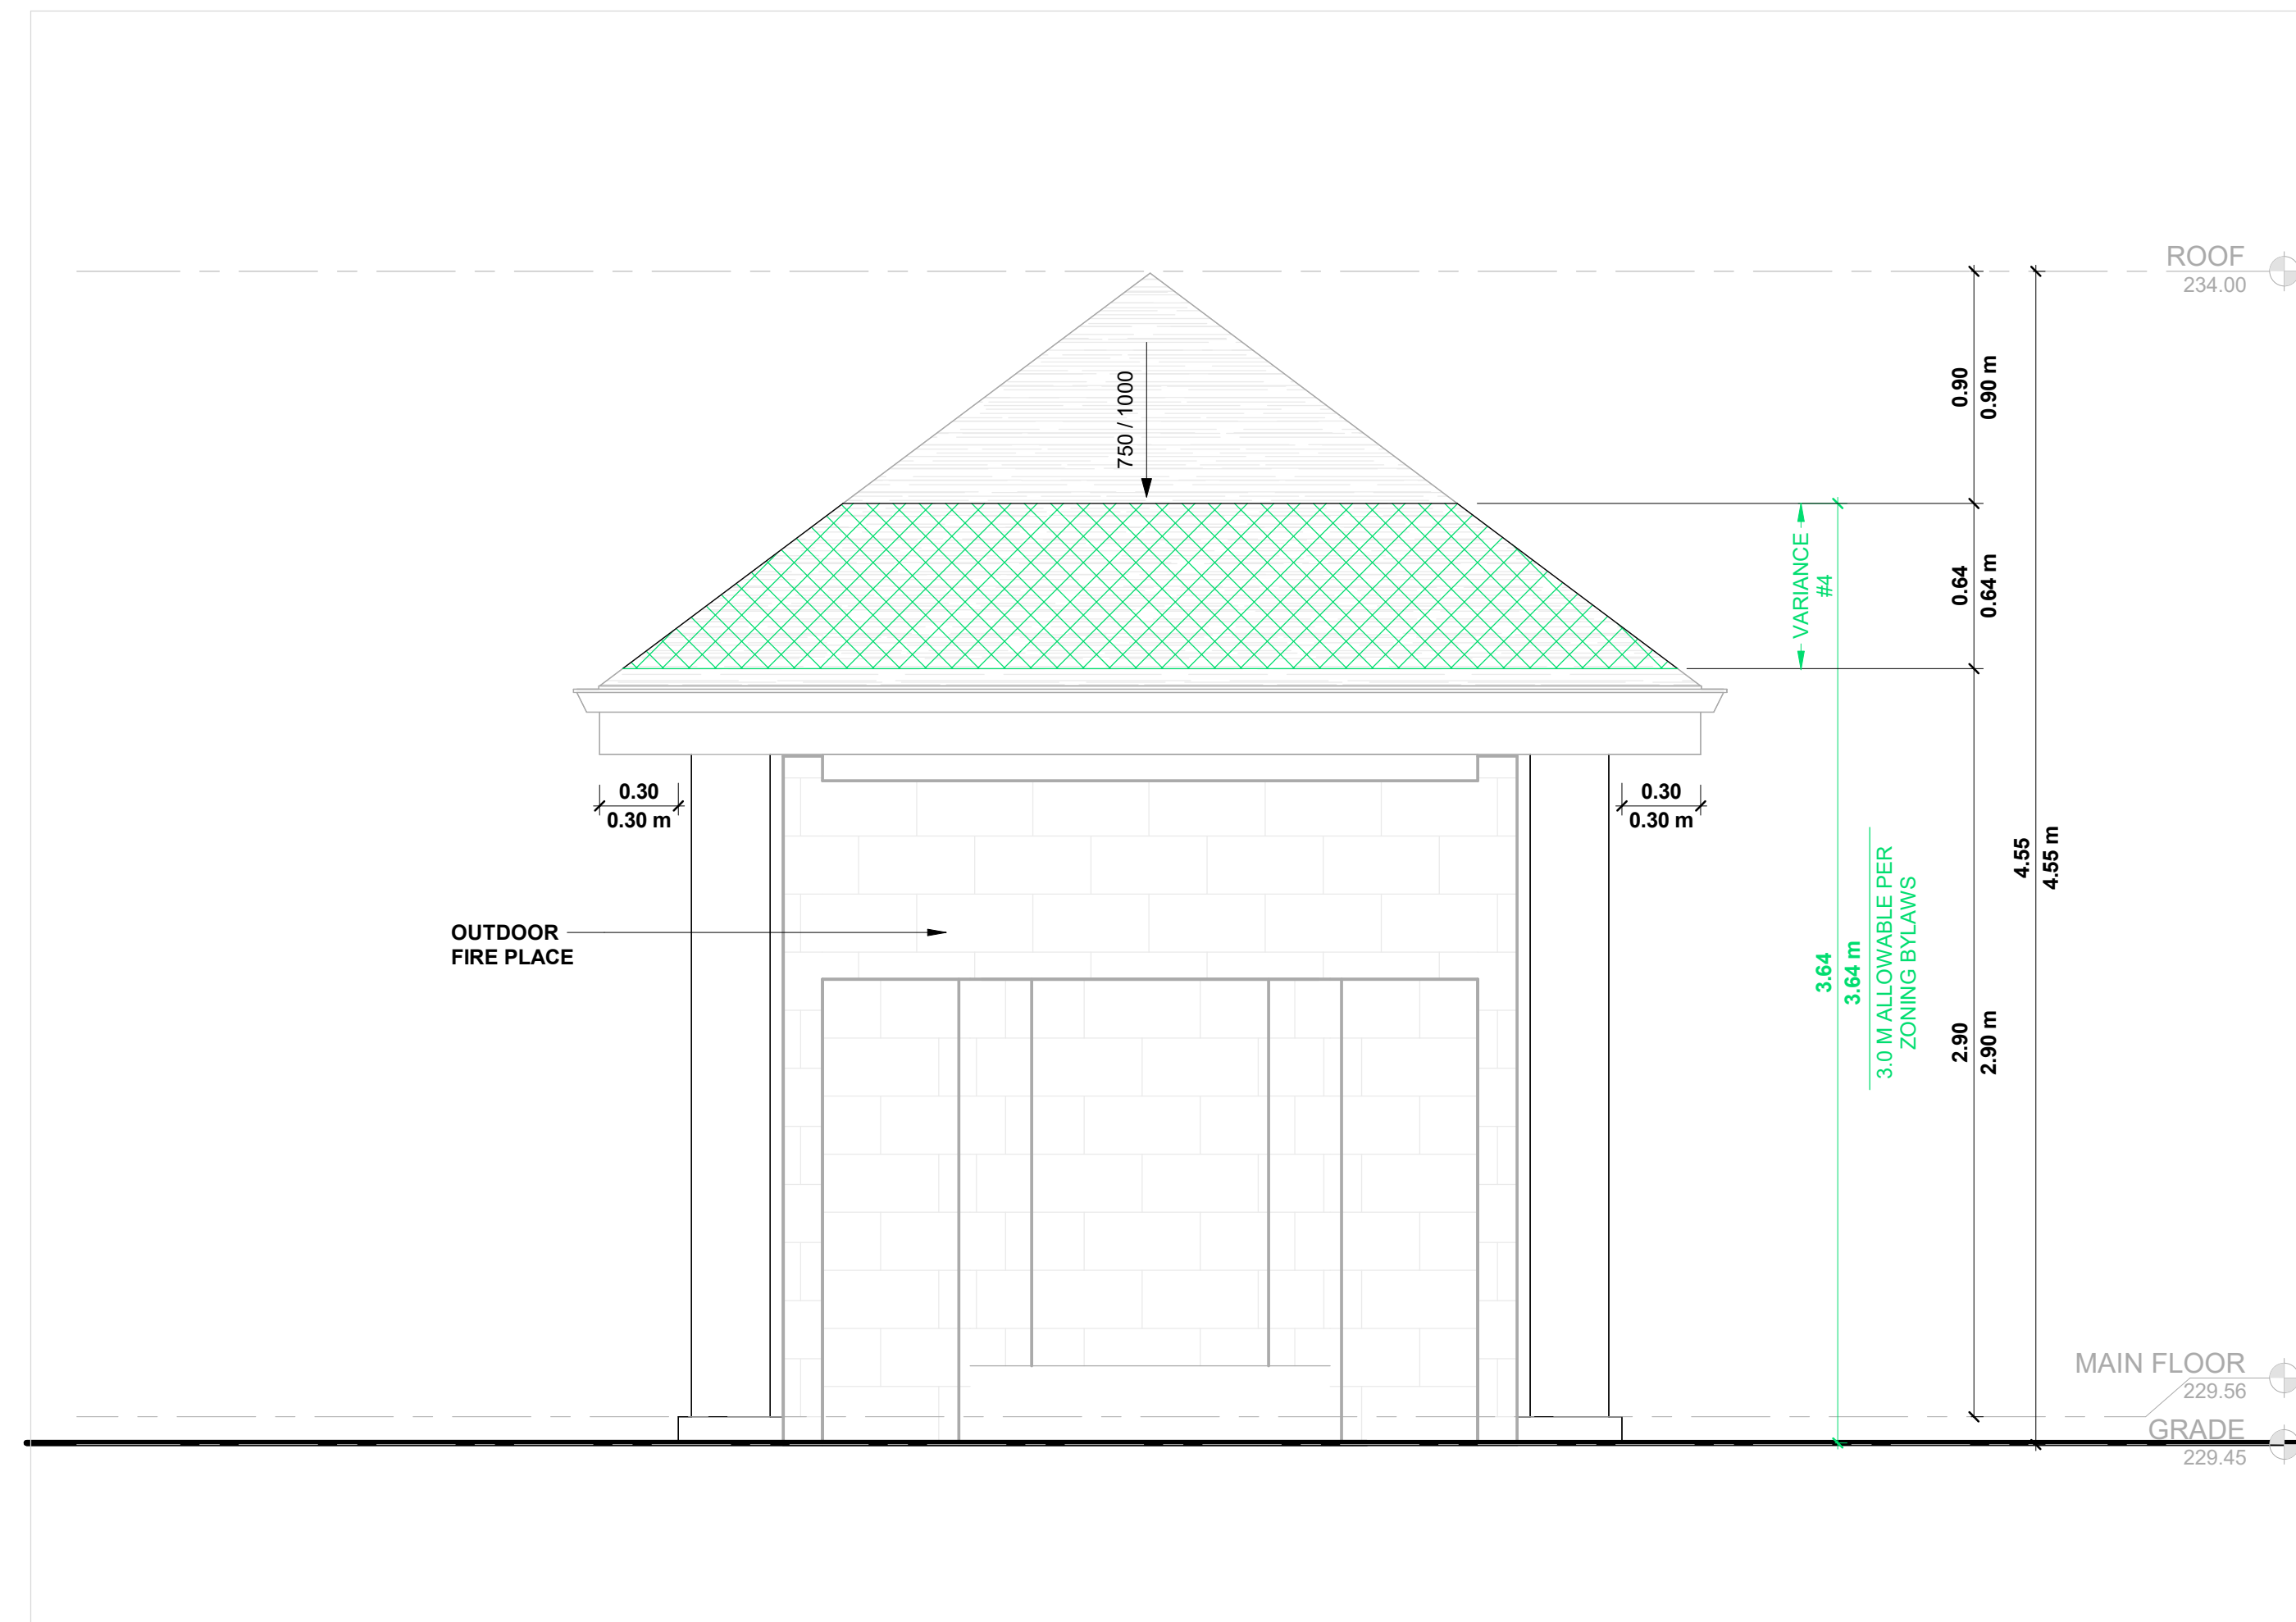 ROOF
234.00
750 / 1000
0.90
0.90 m
VARIANCE
#4
0.64
0.64 m
0.30
0.30 m
0.30
0.30 m
OUTDOOR
FIRE PLACE
3.64
3.64 m
3.0 M ALLOWABLE PER
ZONING BYLAWS
2.90
2.90 m
4.55
4.55 m
MAIN FLOOR
229.56
GRADE
229.45